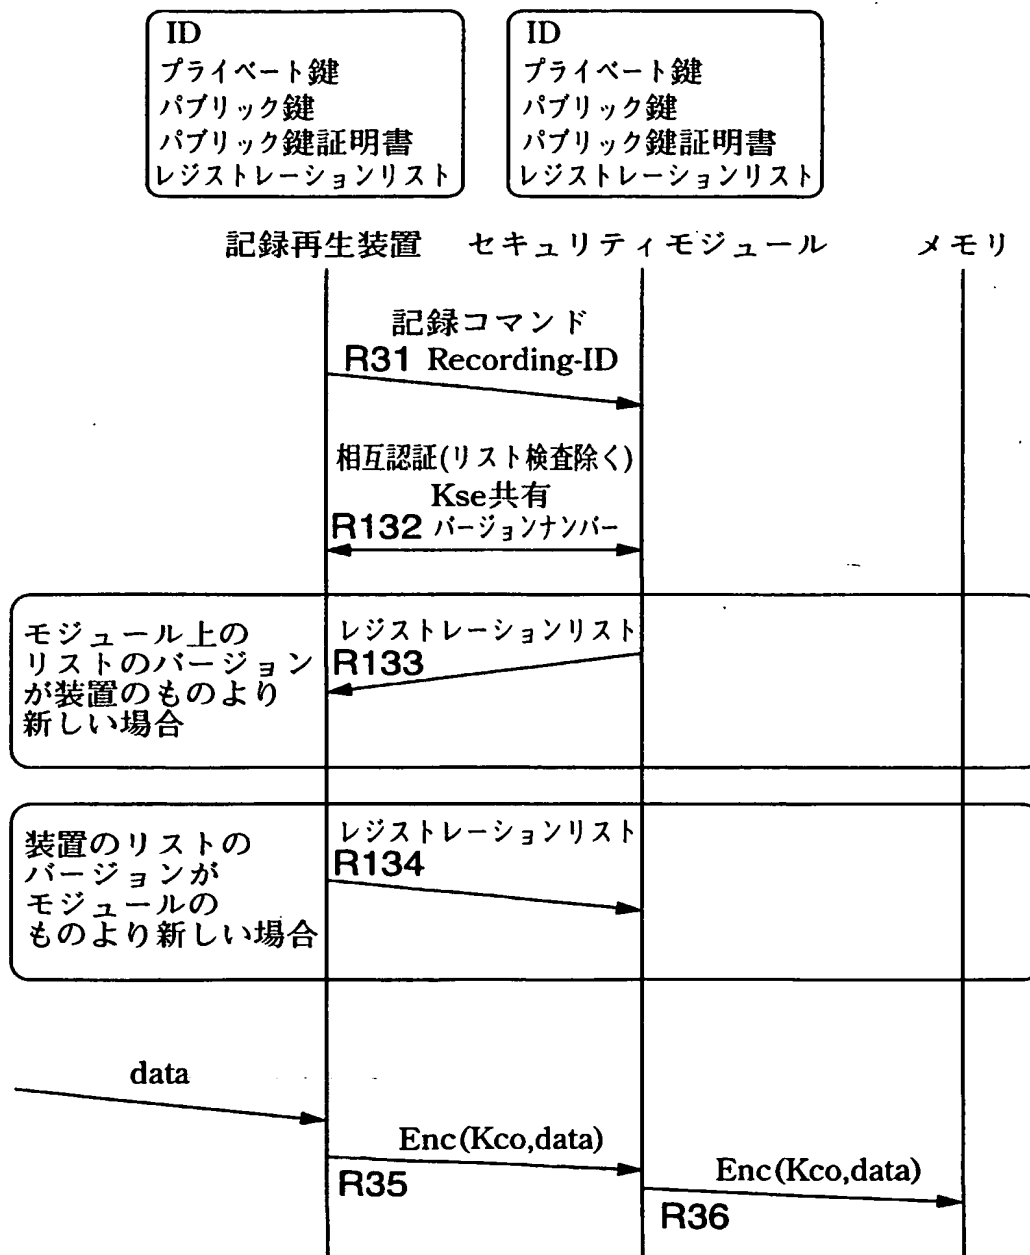 ID
プライベート鍵
パブリック鍵
パブリック鍵証明書
レジストレーションリスト
ID
プライベート鍵
パブリック鍵
パブリック鍵証明書
レジストレーションリスト
記録再生装置 セキュリティモジュール メモリ
記録コマンド
R31 Recording-ID
相互認証(リスト検査除く)
Kse共有
R132 バージョンナンバー
モジュール上の
リストのバージョン
が装置のものより
新しい場合
レジストレーションリスト
R133
装置のリストの
バージョンが
モジュールの
ものより新しい場合
レジストレーションリスト
R134
data
Enc(Kco,data)
R35
Enc(Kco,data)
R36